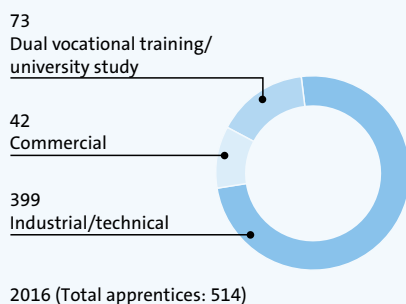 73
Dual vocational training/
university study
42
Commercial
399
Industrial/technical
2016 (Total apprentices: 514)